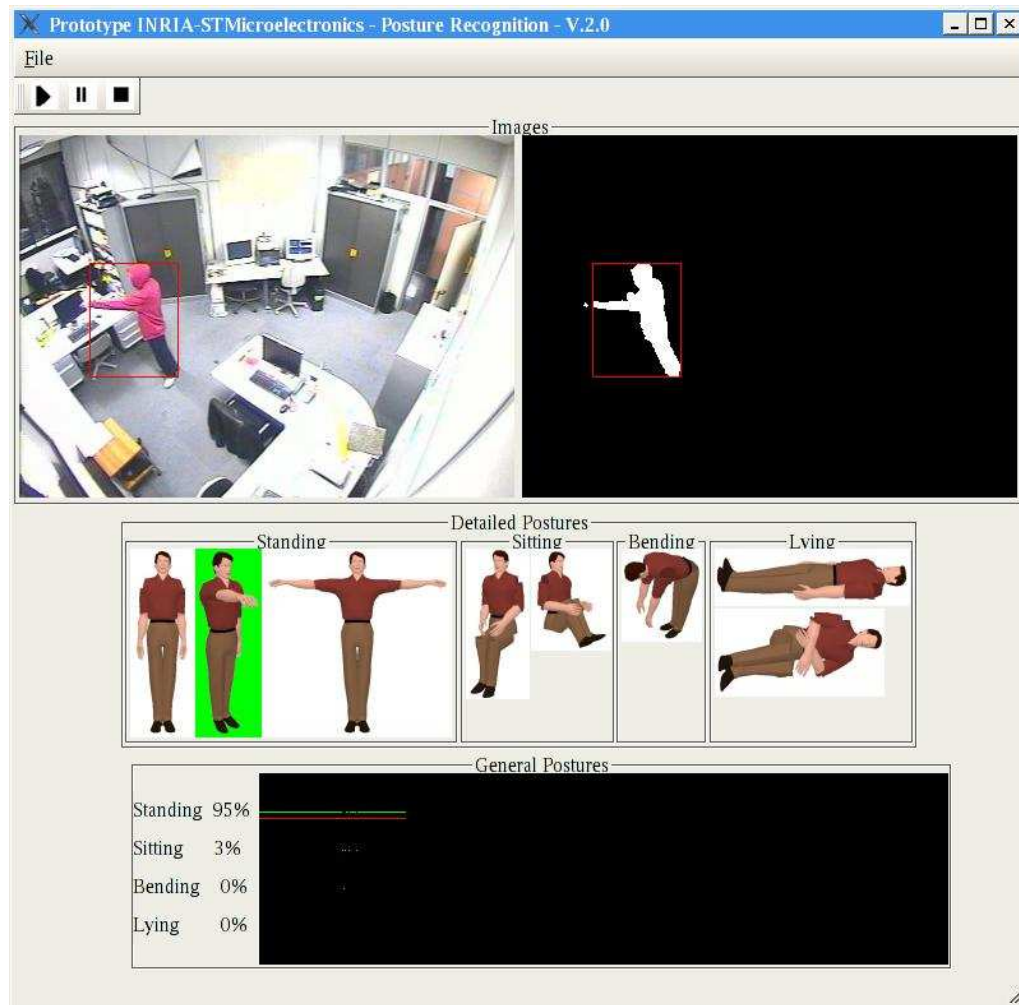 Prototype INRIA-STMicroelectronics - Posture Recognition - V.2.0
File
Images
Detailed Postures
Standing
Sitting
Bending
Lying
General Postures
Standing 95%
Sitting 3%
Bending 0%
Lying 0%